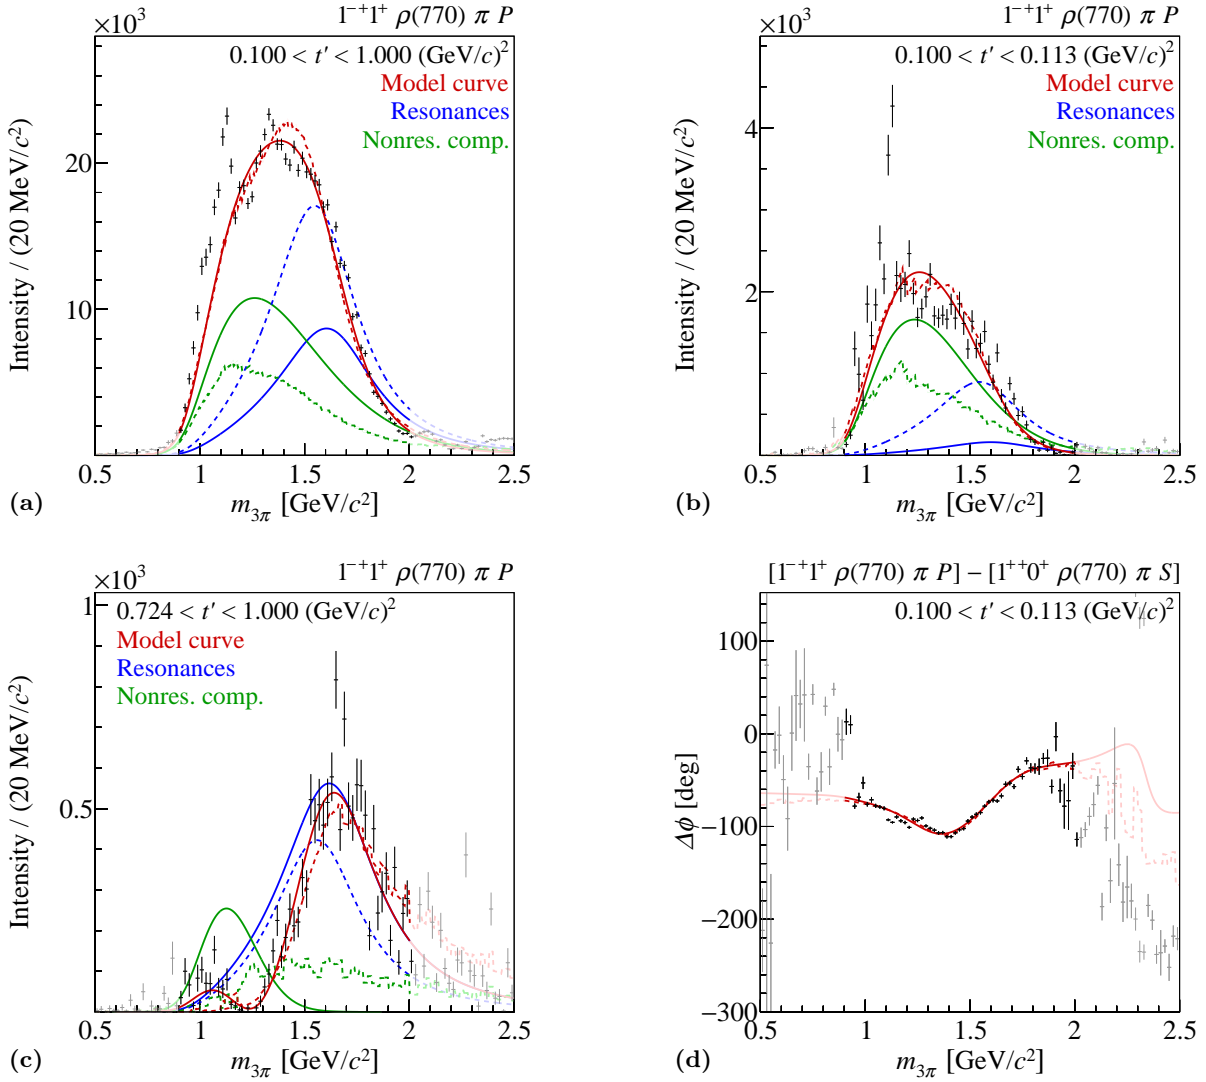 ×10³ 1⁻⁺1⁺ ρ(770) π P
0.100 < t′ < 1.000 (GeV/c)²
Model curve
Resonances
Nonres. comp.
20
10
Intensity / (20 MeV/c²)
0.5 1 1.5 2 2.5
m₃π [GeV/c²]
(a)
×10³ 1⁻⁺1⁺ ρ(770) π P
0.100 < t′ < 0.113 (GeV/c)²
Model curve
Resonances
Nonres. comp.
4
2
Intensity / (20 MeV/c²)
0.5 1 1.5 2 2.5
m₃π [GeV/c²]
(b)
×10³ 1⁻⁺1⁺ ρ(770) π P
0.724 < t′ < 1.000 (GeV/c)²
Model curve
Resonances
Nonres. comp.
1
0.5
Intensity / (20 MeV/c²)
0.5 1 1.5 2 2.5
m₃π [GeV/c²]
(c)
[1⁻⁺1⁺ ρ(770) π P] – [1⁺⁺0⁺ ρ(770) π S]
0.100 < t′ < 0.113 (GeV/c)²
100
0
−100
−200
−300
Δϕ [deg]
0.5 1 1.5 2 2.5
m₃π [GeV/c²]
(d)